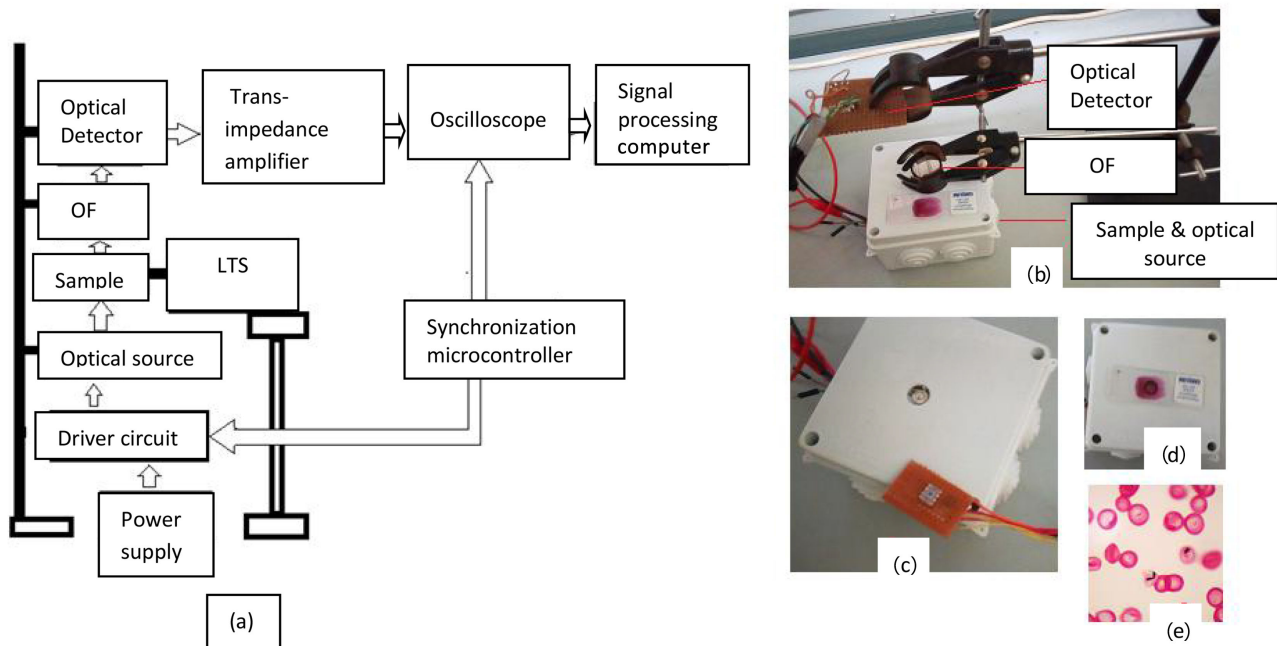 Optical
Detector
Trans-
impedance
amplifier
Oscilloscope
Signal
processing
computer
OF
Sample
LTS
Optical source
Synchronization
microcontroller
Driver circuit
Power
supply
(a)
Optical
Detector
OF
Sample & optical
source
(b)
(c)
(d)
(e)